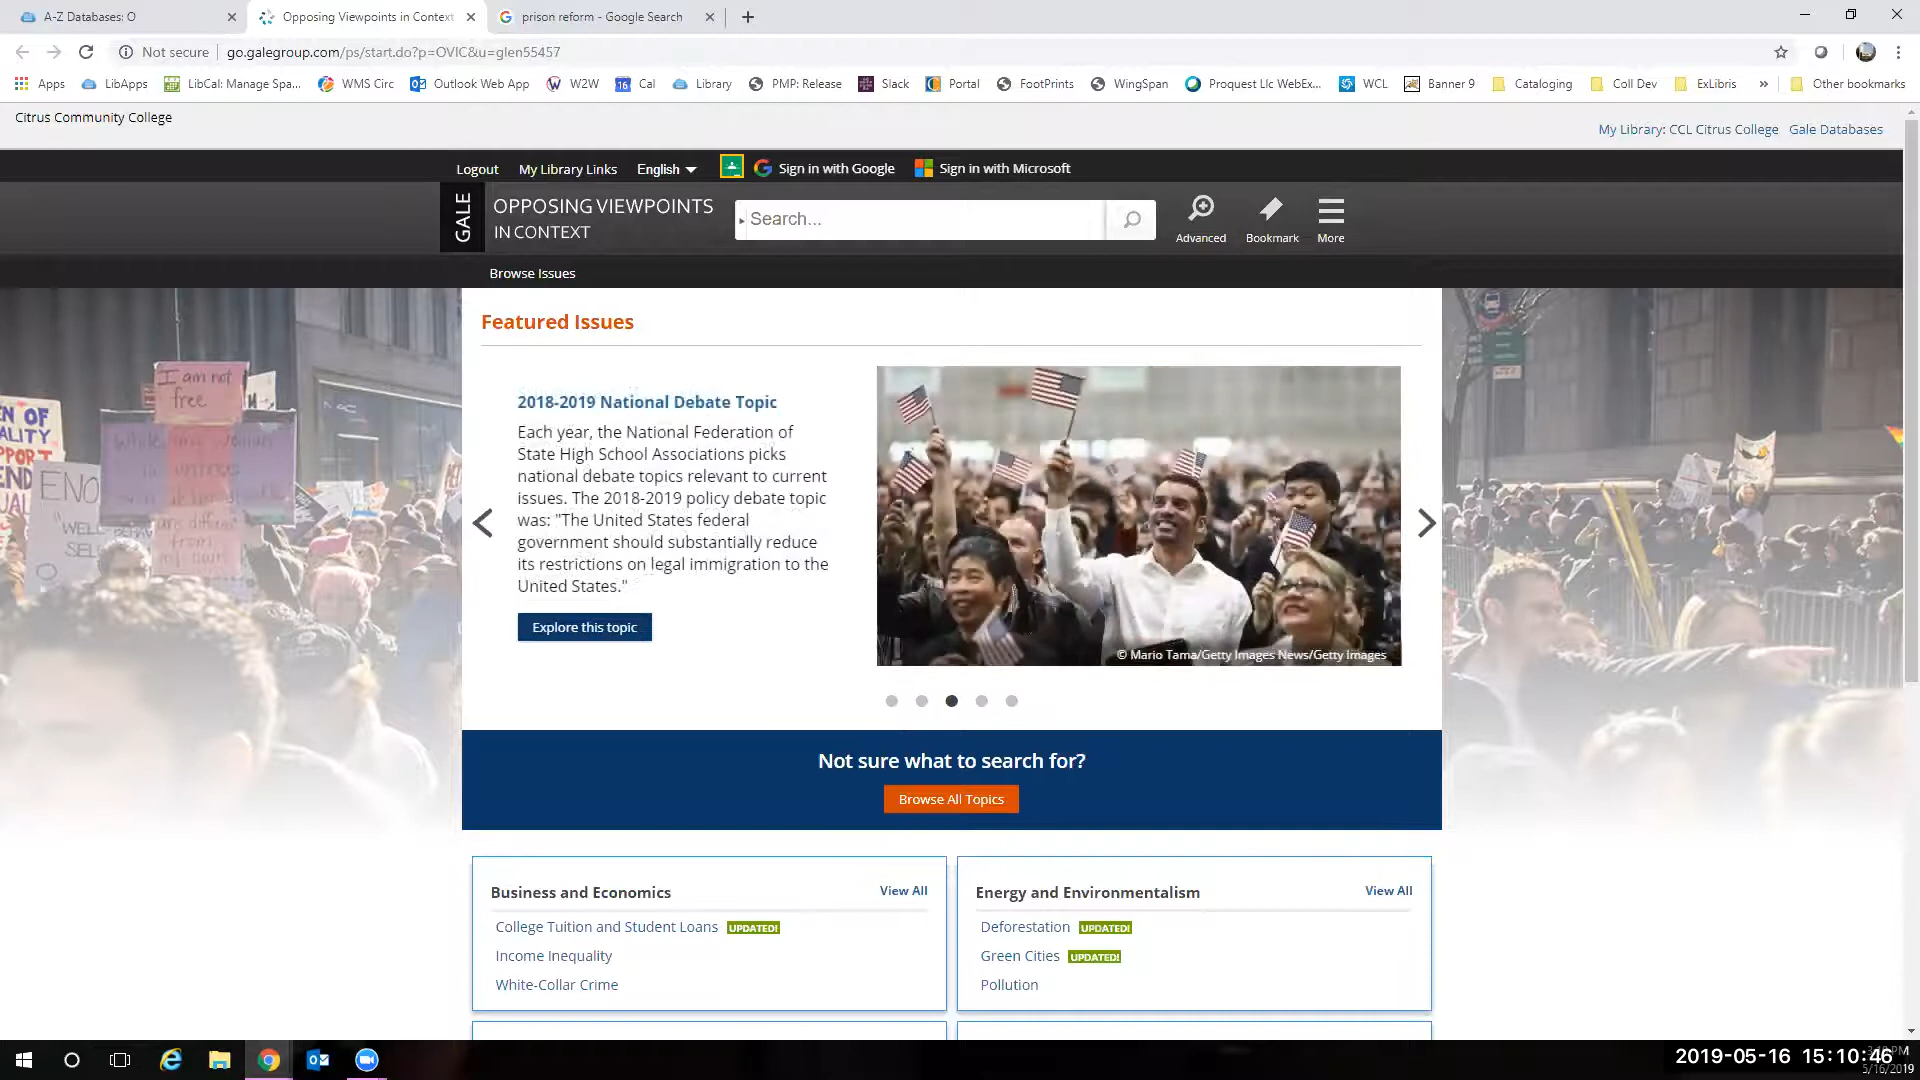 A-Z Databases: O
Opposing Viewpoints in Context
prison reform - Google Search
Not secure
go.galegroup.com/ps/start.do?p=OVIC&u=glen55457
Apps
LibApps
LibCal: Manage Spa...
WMS Circ
Outlook Web App
W2W
16 Cal
Library
PMP: Release
Slack
Portal
FootPrints
WingSpan
Proquest Llc WebEx...
WCL
Banner 9
Cataloging
Coll Dev
ExLibris
»
Other bookmarks
Citrus Community College
My Library: CCL Citrus College
Gale Databases
Logout
My Library Links
English
Sign in with Google
Sign in with Microsoft
GALE
OPPOSING VIEWPOINTS
IN CONTEXT
Search...
Advanced
Bookmark
More
Browse Issues
Featured Issues
2018-2019 National Debate Topic
Each year, the National Federation of
State High School Associations picks
national debate topics relevant to current
issues. The 2018-2019 policy debate topic
was: "The United States federal
government should substantially reduce
its restrictions on legal immigration to the
United States."
Explore this topic
© Mario Tama/Getty Images News/Getty Images
I am not
free
Not sure what to search for?
Browse All Topics
Business and Economics
View All
College Tuition and Student Loans UPDATED!
Income Inequality
White-Collar Crime
Energy and Environmentalism
View All
Deforestation UPDATED!
Green Cities UPDATED!
Pollution
2019-05-16 15:10:46
5/16/2019